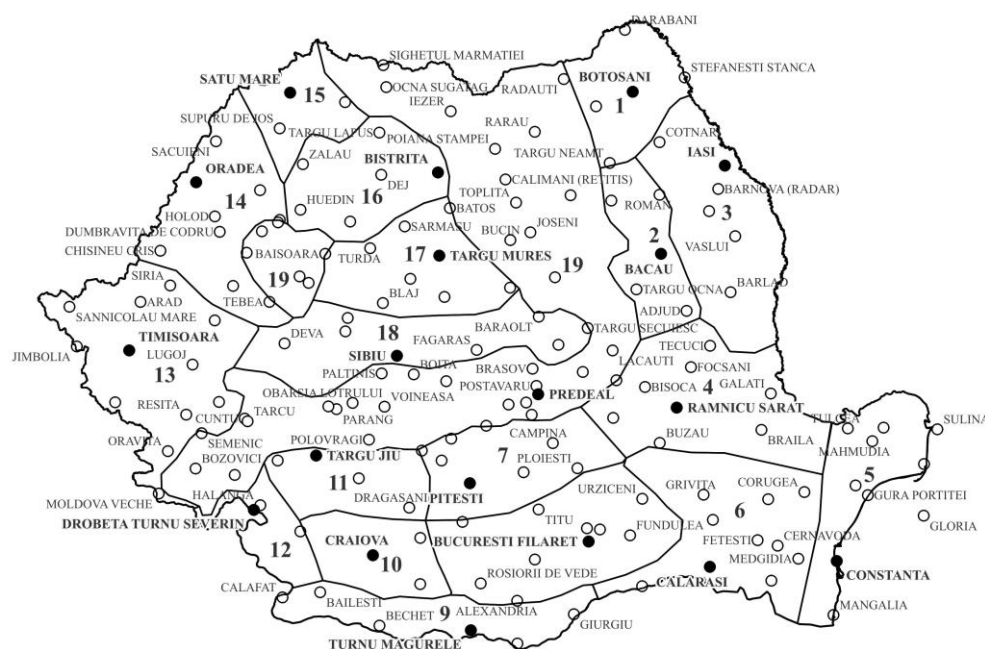 DARABANI
SIGHETUL MARMATIEI
STEFANESTI STANCA
SATU MARE
15
OCNA SUGATAG
RADAUTI
BOTOSANI
IEZER
1
SUPURU DE JOS
TARGU LAPUS
POIANA STAMPEI
RARAU
COTNARI
SACUIENI
ZALAU
BISTRITA
TARGU NEAMT
IASI
ORADEA
DEJ
CALIMANI (RETITIS)
BARNOVA (RADAR)
14
16
HUEDIN
TOPLITA
BATOS
ROMAN
3
HOLOD
DUMBRAVITA DE CODRU
SARMASU
BUCIN
JOSENI
2
VASLUI
CHISINEU CRIS
BAISOARA
TURDA
17
TARGU MURES
19
BACAU
SIRIA
19
BLAJ
TARGU OCNA
BARLAD
ARAD
TEBEA
SANNICOLAU MARE
ADJUD
TIMISOARA
DEVA
18
BARAOLT
TARGU SECUIESC
JIMBOLIA
LUGOJ
SIBIU
FAGARAS
TECUCI
13
PALTINIS
BOITA
BRASOV
LACAUTI
FOCSANI
OBARSIA LOTRULUI
POSTAVARU
BISOCA
4
GALATI
RESITA
PARANG
VOINEASA
PREDEAL
RAMNICU SARAT
CUNTU
TARCU
TULCEA
SULINA
ORAVITA
SEMENIC
POLOVRAGI
CAMPINA
BUZAU
BRAILA
MAHMUDIA
BOZOVICI
TARGU JIU
7
PLOIESTI
5
MOLDOVA VECHE
HALANGA
11
DRAGASANI
PITESTI
URZICENI
GRIVITA
CORUGEA
GURA PORTITEI
DROBETA TURNU SEVERIN
TITU
6
GLORIA
12
CRAIOVA
BUCURESTI FILARET
FUNDULEA
FETESTI
CERNAVODA
10
MEDGIDIA
CALAFAT
ROSIORII DE VEDE
CALARASI
CONSTANTA
BAILESTI
BECHET
9
ALEXANDRIA
GIURGIU
MANGALIA
TURNU MAGURELE